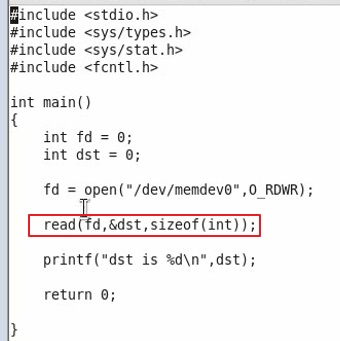 #include <stdio.h>
#include <sys/types.h>
#include <sys/stat.h>
#include <fcntl.h>
int main()
{
    int fd = 0;
    int dst = 0;
    fd = open("/dev/memdev0",O_RDWR);
    read(fd,&dst,sizeof(int));
    printf("dst is %d\n",dst);
    return 0;
}